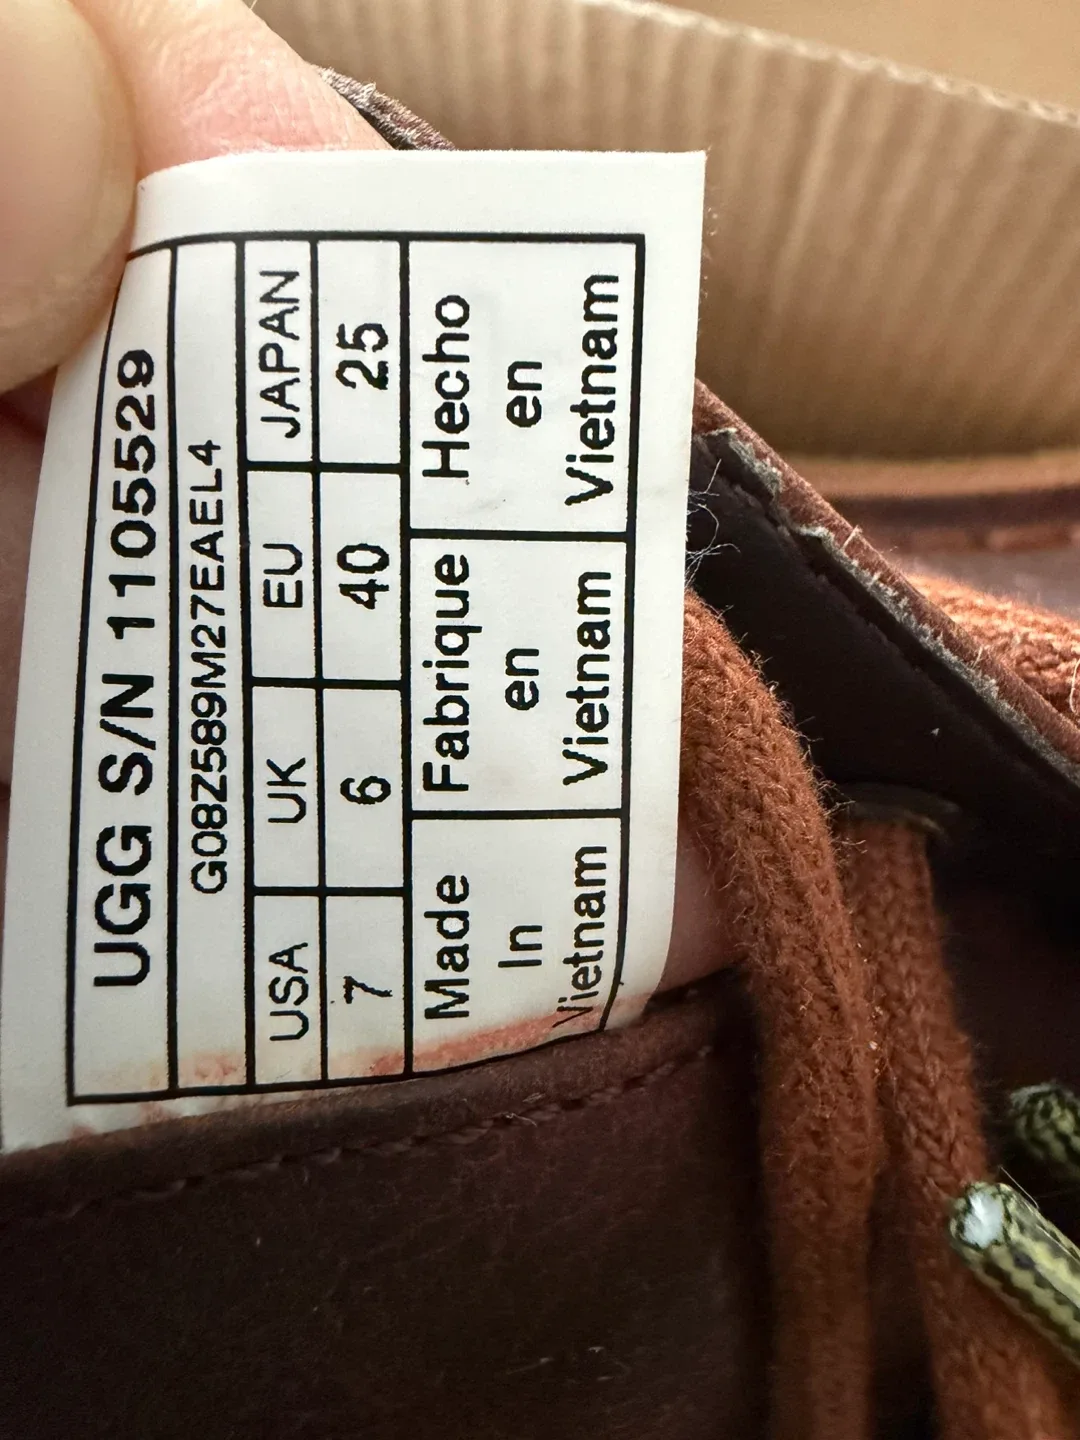 UGG S/N 1105529
G08Z589M27EAEL4
USA UK EU JAPAN
7 6 40 25
Made In Vietnam
Fabrique en Vietnam
Hecho en Vietnam